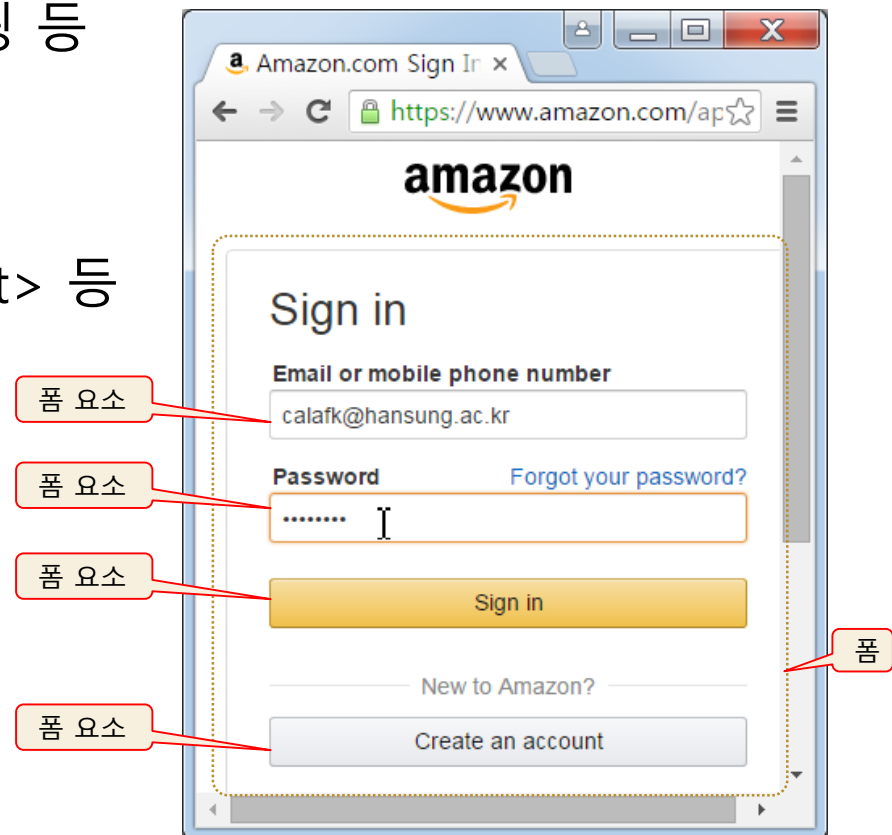 등
Amazon.com Sign In
https://www.amazon.com/ap
amazon
t> 등
Sign in
Email or mobile phone number
폼 요소
calafk@hansung.ac.kr
Password Forgot your password?
폼 요소
••••••••
폼 요소
Sign in
폼
New to Amazon?
폼 요소
Create an account